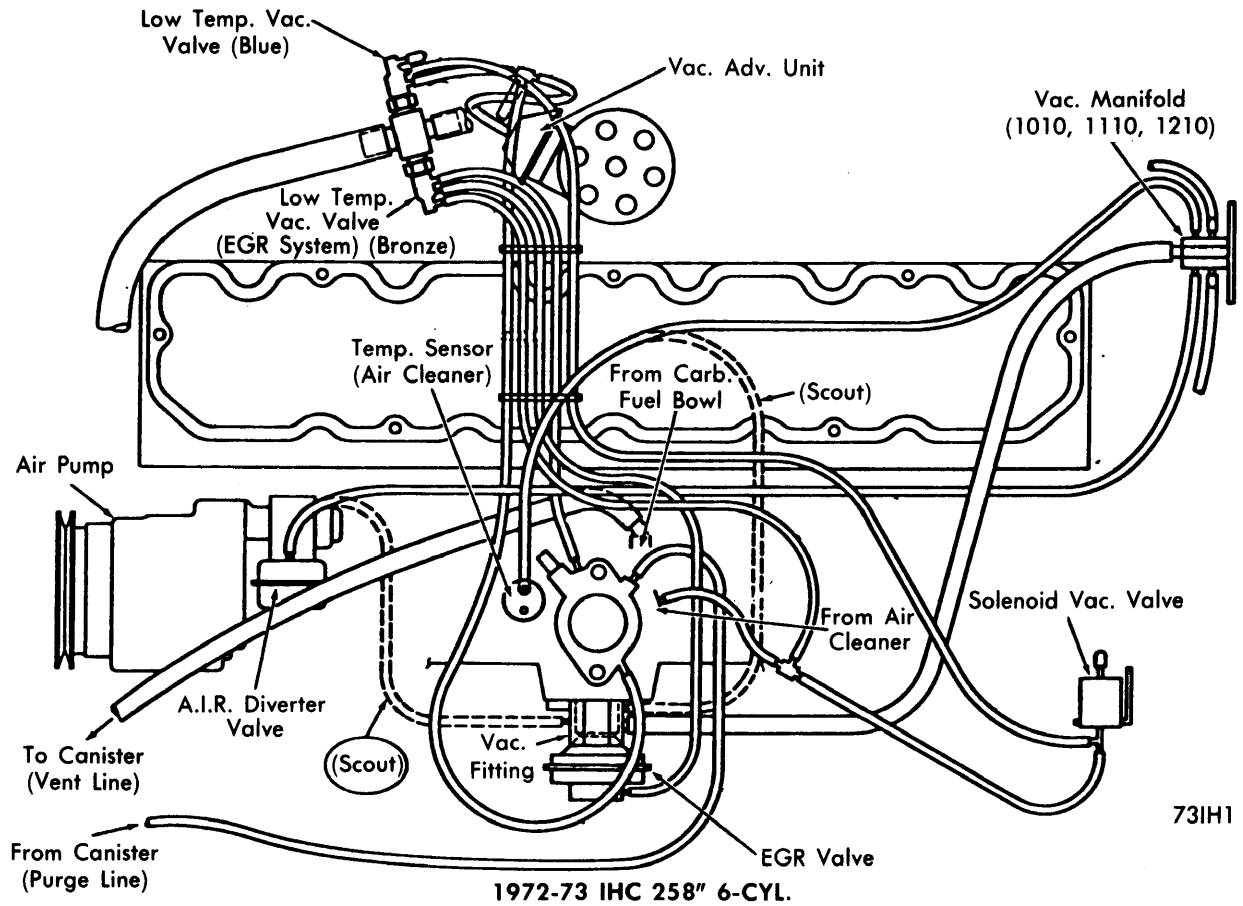 Low Temp. Vac.
Valve (Blue)
Vac. Adv. Unit
Vac. Manifold
(1010, 1110, 1210)
Low Temp.
Vac. Valve
(EGR System) (Bronze)
Temp. Sensor
(Air Cleaner)
From Carb.
Fuel Bowl
(Scout)
Air Pump
From Air
Cleaner
Solenoid Vac. Valve
A.I.R. Diverter
Valve
To Canister
(Vent Line)
(Scout)
Vac.
Fitting
73IH1
From Canister
(Purge Line)
EGR Valve
1972-73 IHC 258" 6-CYL.